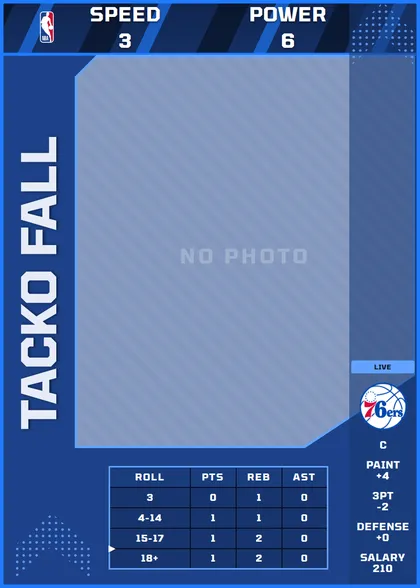 SPEED POWER
3 6
TACKO FALL
NO PHOTO
LIVE
76ers
C
PAINT
+4
3PT
-2
DEFENSE
+0
SALARY
210
ROLL PTS REB AST
3 0 1 0
4-14 1 1 0
15-17 1 2 0
18+ 1 2 0